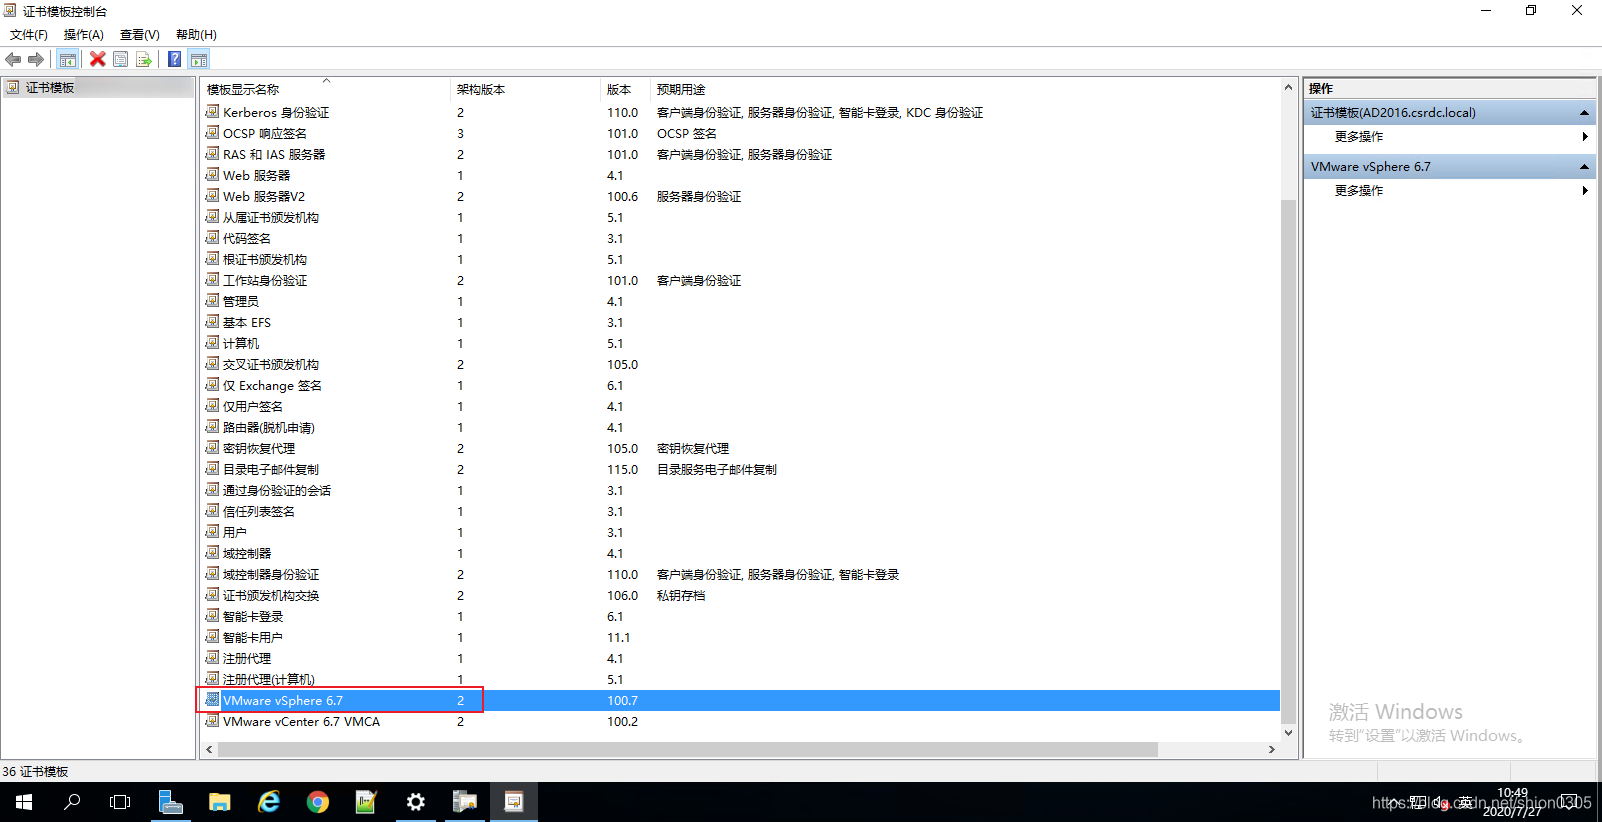 证书模板控制台
文件(F) 操作(A) 查看(V) 帮助(H)
证书模板
模板显示名称 架构版本 版本 预期用途
Kerberos 身份验证 2 110.0 客户端身份验证, 服务器身份验证, 智能卡登录, KDC 身份验证
OCSP 响应签名 3 101.0 OCSP 签名
RAS 和 IAS 服务器 2 101.0 客户端身份验证, 服务器身份验证
Web 服务器 1 4.1
Web 服务器V2 2 100.6 服务器身份验证
从属证书颁发机构 1 5.1
代码签名 1 3.1
根证书颁发机构 1 5.1
工作站身份验证 2 101.0 客户端身份验证
管理员 1 4.1
基本 EFS 1 3.1
计算机 1 5.1
交叉证书颁发机构 2 105.0
仅 Exchange 签名 1 6.1
仅用户签名 1 4.1
路由器(脱机申请) 1 4.1
密钥恢复代理 2 105.0 密钥恢复代理
目录电子邮件复制 2 115.0 目录服务电子邮件复制
通过身份验证的会话 1 3.1
信任列表签名 1 3.1
用户 1 3.1
域控制器 1 4.1
域控制器身份验证 2 110.0 客户端身份验证, 服务器身份验证, 智能卡登录
证书颁发机构交换 2 106.0 私钥存档
智能卡登录 1 6.1
智能卡用户 1 11.1
注册代理 1 4.1
注册代理(计算机) 1 5.1
VMware vSphere 6.7 2 100.7
VMware vCenter 6.7 VMCA 2 100.2
操作
证书模板(AD2016.csrdc.local)
更多操作
VMware vSphere 6.7
更多操作
激活 Windows
转到"设置"以激活 Windows。
36 证书模板
英
10:49
2020/7/27
https://blog.csdn.net/shion0305